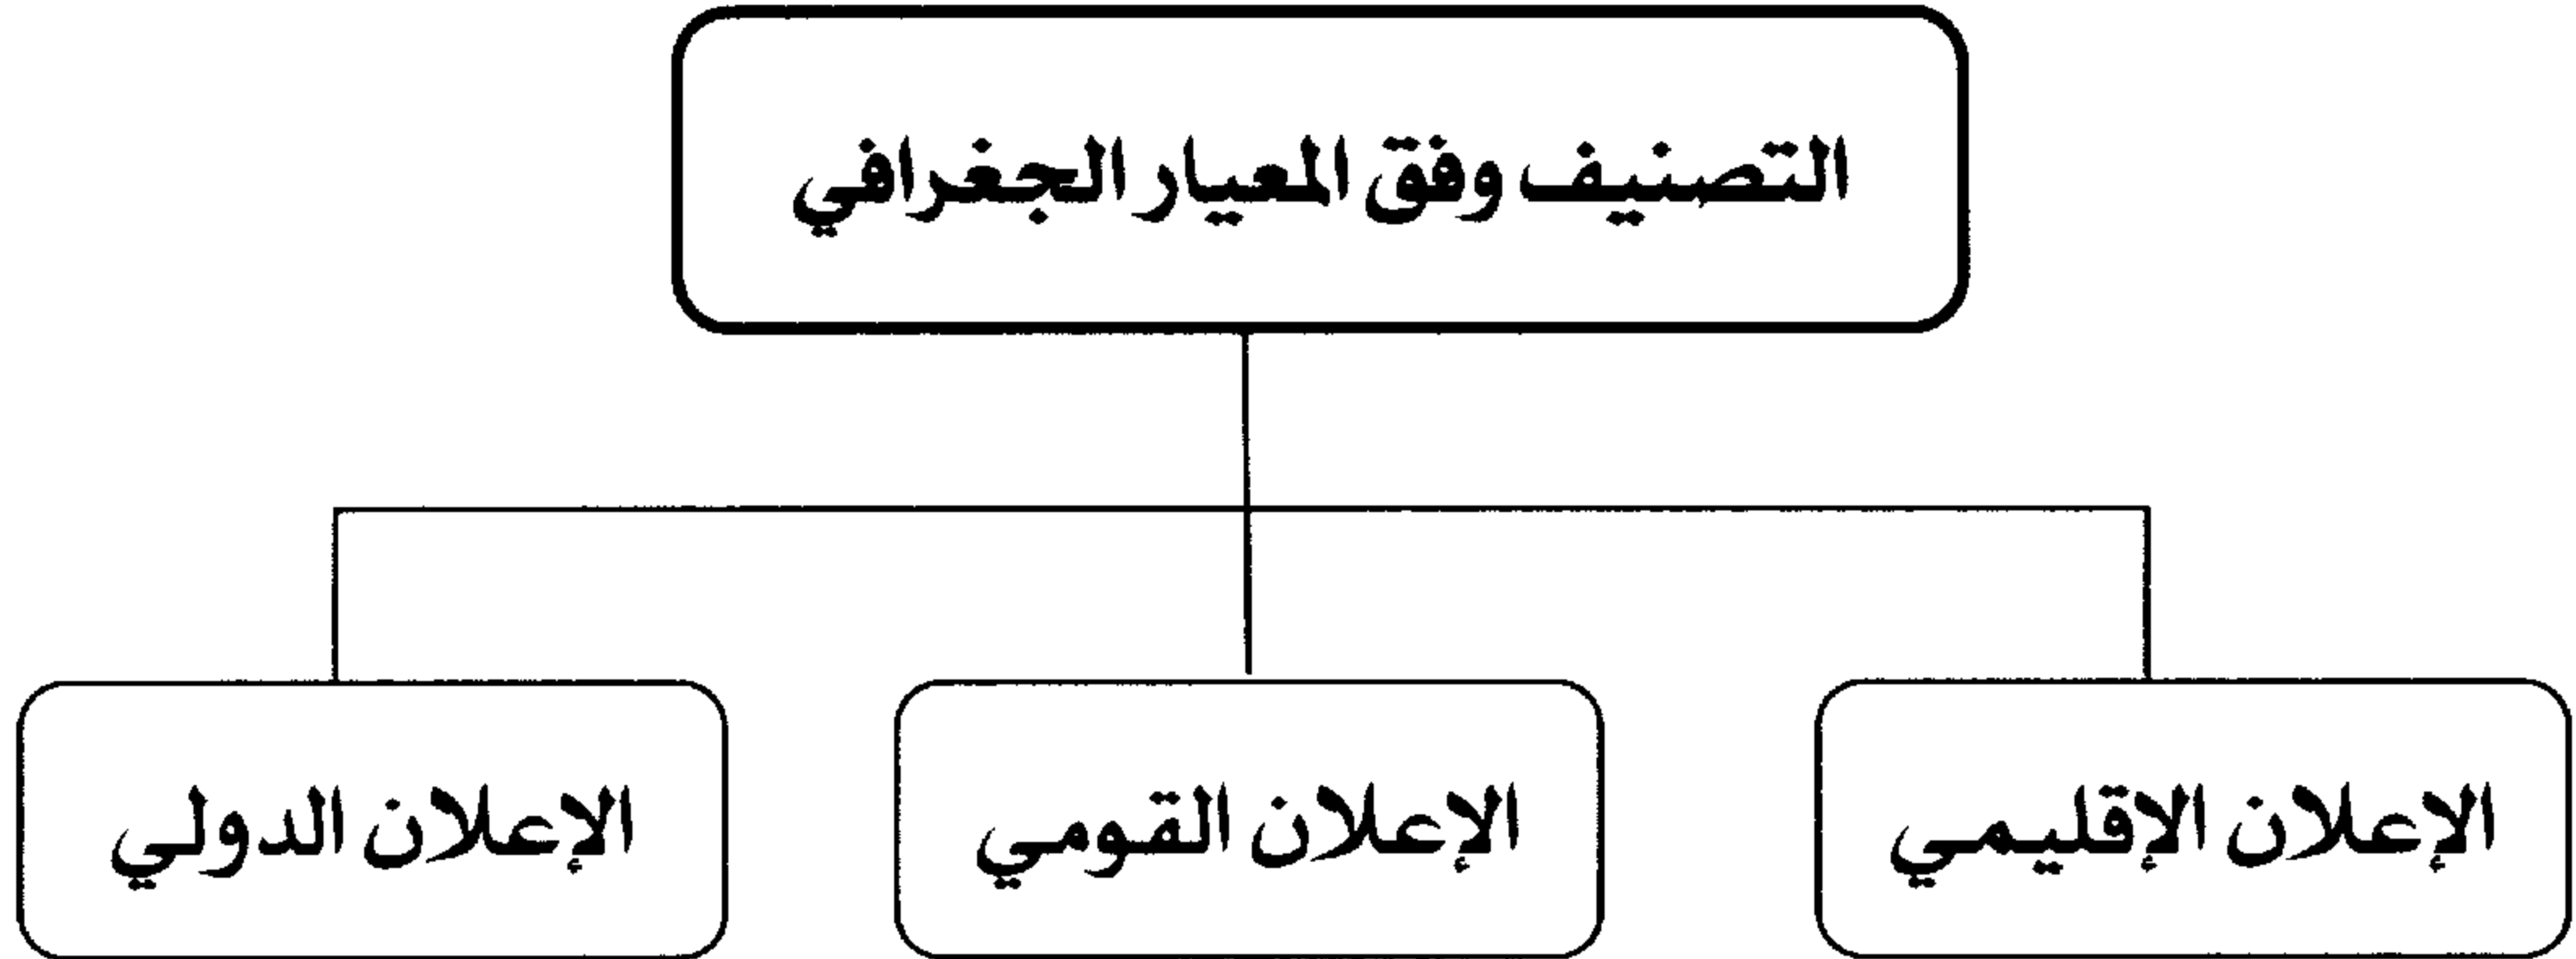 التصنيف وفق المعيار الجغرافي
الإعلان الإقليمي
الإعلان القومي
الإعلان الدولي